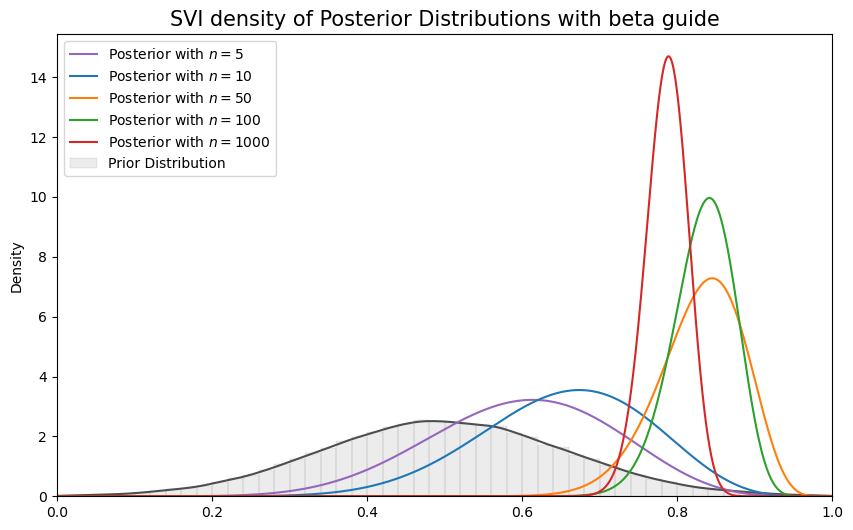 SVI density of Posterior Distributions with beta guide
Posterior with n = 5
Posterior with n = 10
Posterior with n = 50
Posterior with n = 100
Posterior with n = 1000
Prior Distribution
Density
14
12
10
8
6
4
2
0
0.0 0.2 0.4 0.6 0.8 1.0